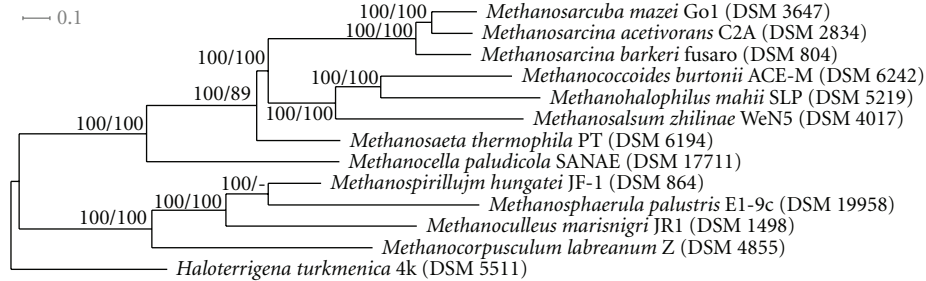 0.1
100/100 Methanosarcuba mazei Go1 (DSM 3647)
100/100 Methanosarcina acetivorans C2A (DSM 2834)
Methanosarcina barkeri fusaro (DSM 804)
100/100
100/100 Methanococcoides burtonii ACE-M (DSM 6242)
100/89 Methanohalophilus mahii SLP (DSM 5219)
100/100 Methanosalsum zhilinae WeN5 (DSM 4017)
100/100 Methanosaeta thermophila PT (DSM 6194)
Methanocella paludicola SANAE (DSM 17711)
100/- Methanospirillujm hungatei JF-1 (DSM 864)
100/100 Methanosphaerula palustris E1-9c (DSM 19958)
100/100 Methanoculleus marisnigri JR1 (DSM 1498)
Methanocorpusculum labreanum Z (DSM 4855)
Haloterrigena turkmenica 4k (DSM 5511)